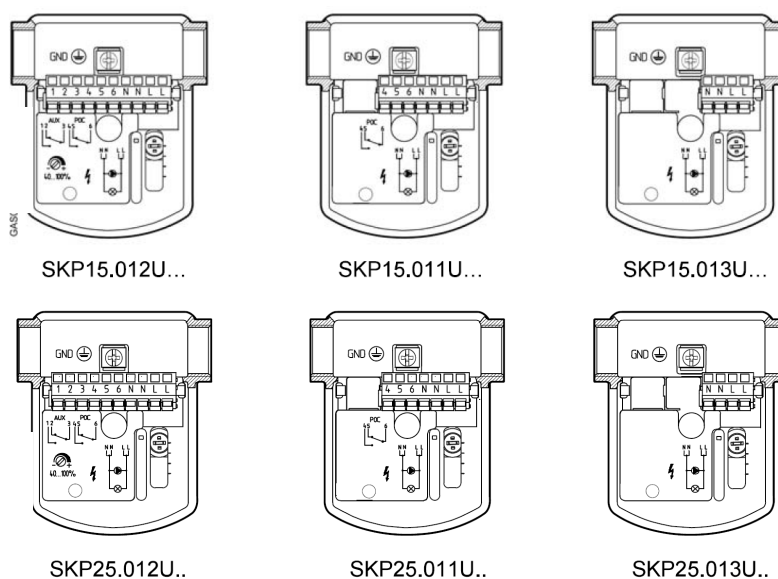 GND
1 2 3 4 5 6 N N L L
AUX POC
1 2 3 4 5 6
N N L L
40...100%
SKP15.012U...
GND
4 5 6 N N L L
POC
4 5 6
N N L L
SKP15.011U...
GND
N N L L
N N L L
SKP15.013U...
GND
1 2 3 4 5 6 N N L L
AUX POC
1 2 3 4 5 6
N N L L
40...100%
SKP25.012U..
GND
4 5 6 N N L L
POC
4 5 6
N N L L
SKP25.011U..
GND
N N L L
N N L L
SKP25.013U..